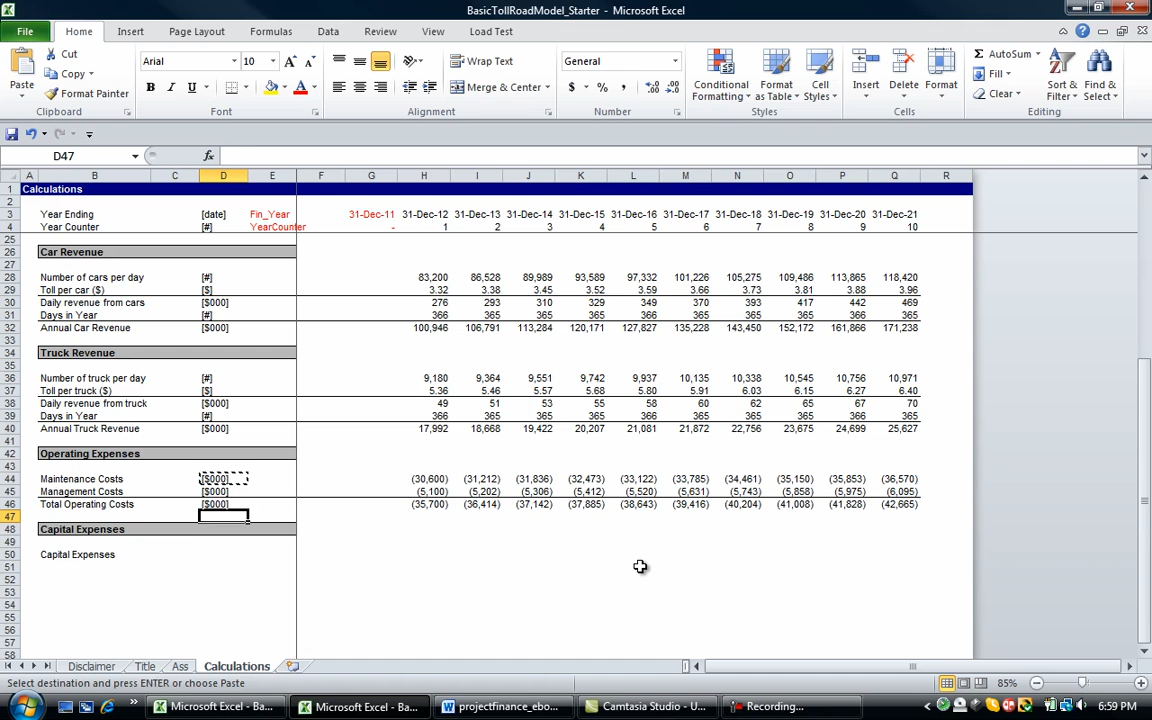 BasicTollRoadModel_Starter - Microsoft Excel
File Home Insert Page Layout Formulas Data Review View Load Test
Cut Arial 10 Wrap Text General AutoSum
Copy Fill
Paste Format Painter B I U Merge & Center $ % , Conditional Formatting Format as Table Cell Styles Insert Delete Format Clear Sort & Filter Find & Select
Clipboard Font Alignment Number Styles Cells Editing
D47 fx
A B C D E F G H I J K L M N O P Q R
1 Calculations
2
3 Year Ending [date] Fin_Year 31-Dec-11 31-Dec-12 31-Dec-13 31-Dec-14 31-Dec-15 31-Dec-16 31-Dec-17 31-Dec-18 31-Dec-19 31-Dec-20 31-Dec-21
4 Year Counter [#] YearCounter - 1 2 3 4 5 6 7 8 9 10
25
26 Car Revenue
27
28 Number of cars per day [#] 83,200 86,528 89,989 93,589 97,332 101,226 105,275 109,486 113,865 118,420
29 Toll per car ($) [$] 3.32 3.38 3.45 3.52 3.59 3.66 3.73 3.81 3.88 3.96
30 Daily revenue from cars [$000] 276 293 310 329 349 370 393 417 442 469
31 Days in Year [#] 366 365 365 365 366 365 365 365 366 365
32 Annual Car Revenue [$000] 100,946 106,791 113,284 120,171 127,827 135,228 143,450 152,172 161,866 171,238
33
34 Truck Revenue
35
36 Number of truck per day [#] 9,180 9,364 9,551 9,742 9,937 10,135 10,338 10,545 10,756 10,971
37 Toll per truck ($) [$] 5.36 5.46 5.57 5.68 5.80 5.91 6.03 6.15 6.27 6.40
38 Daily revenue from truck [$000] 49 51 53 55 58 60 62 65 67 70
39 Days in Year [#] 366 365 365 365 366 365 365 365 366 365
40 Annual Truck Revenue [$000] 17,992 18,668 19,422 20,207 21,081 21,872 22,756 23,675 24,699 25,627
41
42 Operating Expenses
43
44 Maintenance Costs [$000] (30,600) (31,212) (31,836) (32,473) (33,122) (33,785) (34,461) (35,150) (35,853) (36,570)
45 Management Costs [$000] (5,100) (5,202) (5,306) (5,412) (5,520) (5,631) (5,743) (5,858) (5,975) (6,095)
46 Total Operating Costs [$000] (35,700) (36,414) (37,142) (37,885) (38,643) (39,416) (40,204) (41,008) (41,828) (42,665)
47
48 Capital Expenses
49
50 Capital Expenses
51
52
53
54
55
56
57
58
Disclaimer Title Ass Calculations
Select destination and press ENTER or choose Paste 85%
Microsoft Excel - Ba... Microsoft Excel - Ba... projectfinance_ebo... Camtasia Studio - U... Recording... 6:59 PM